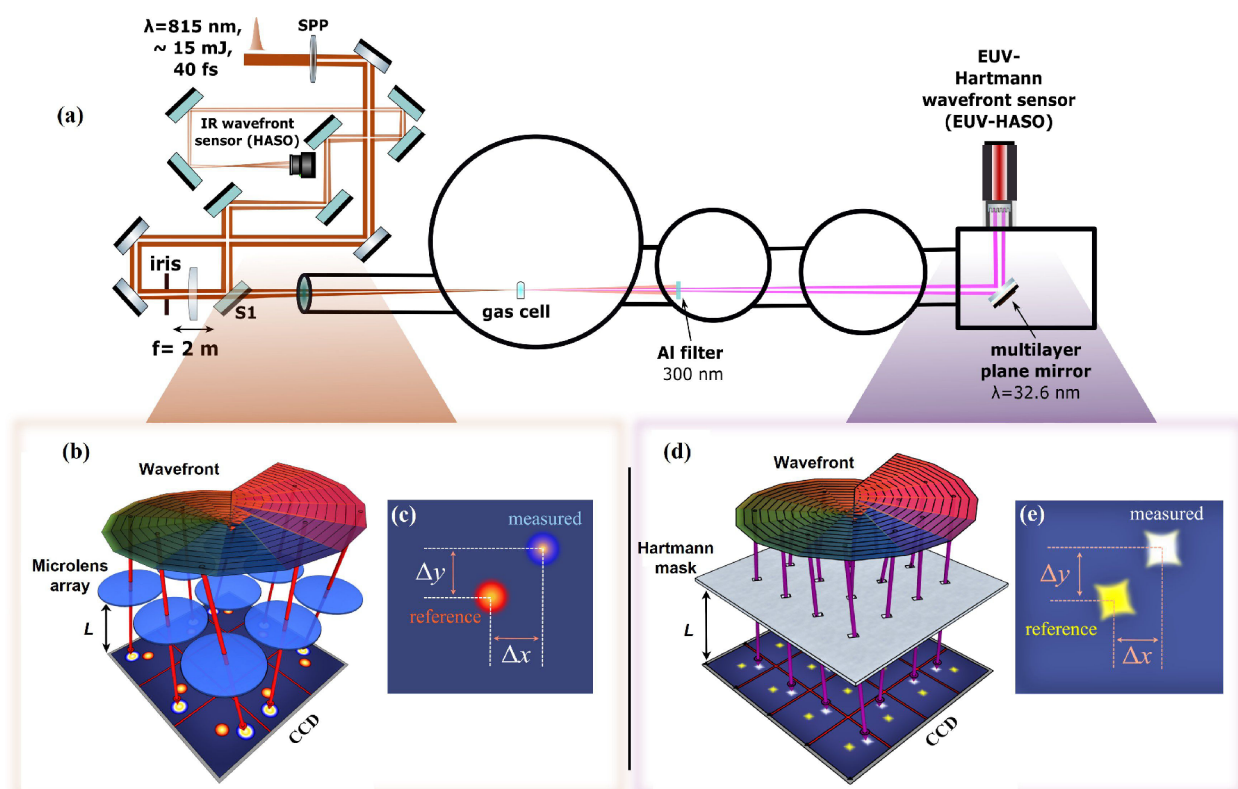 (a)
λ=815 nm,
~ 15 mJ,
40 fs
SPP
IR wavefront
sensor (HASO)
iris
S1
f= 2 m
gas cell
Al filter
300 nm
EUV-
Hartmann
wavefront sensor
(EUV-HASO)
multilayer
plane mirror
λ=32.6 nm
(b)
Wavefront
Microlens
array
L
CCD
(c)
measured
Δy
reference
Δx
(d)
Wavefront
Hartmann
mask
L
CCD
(e)
measured
Δy
reference
Δx